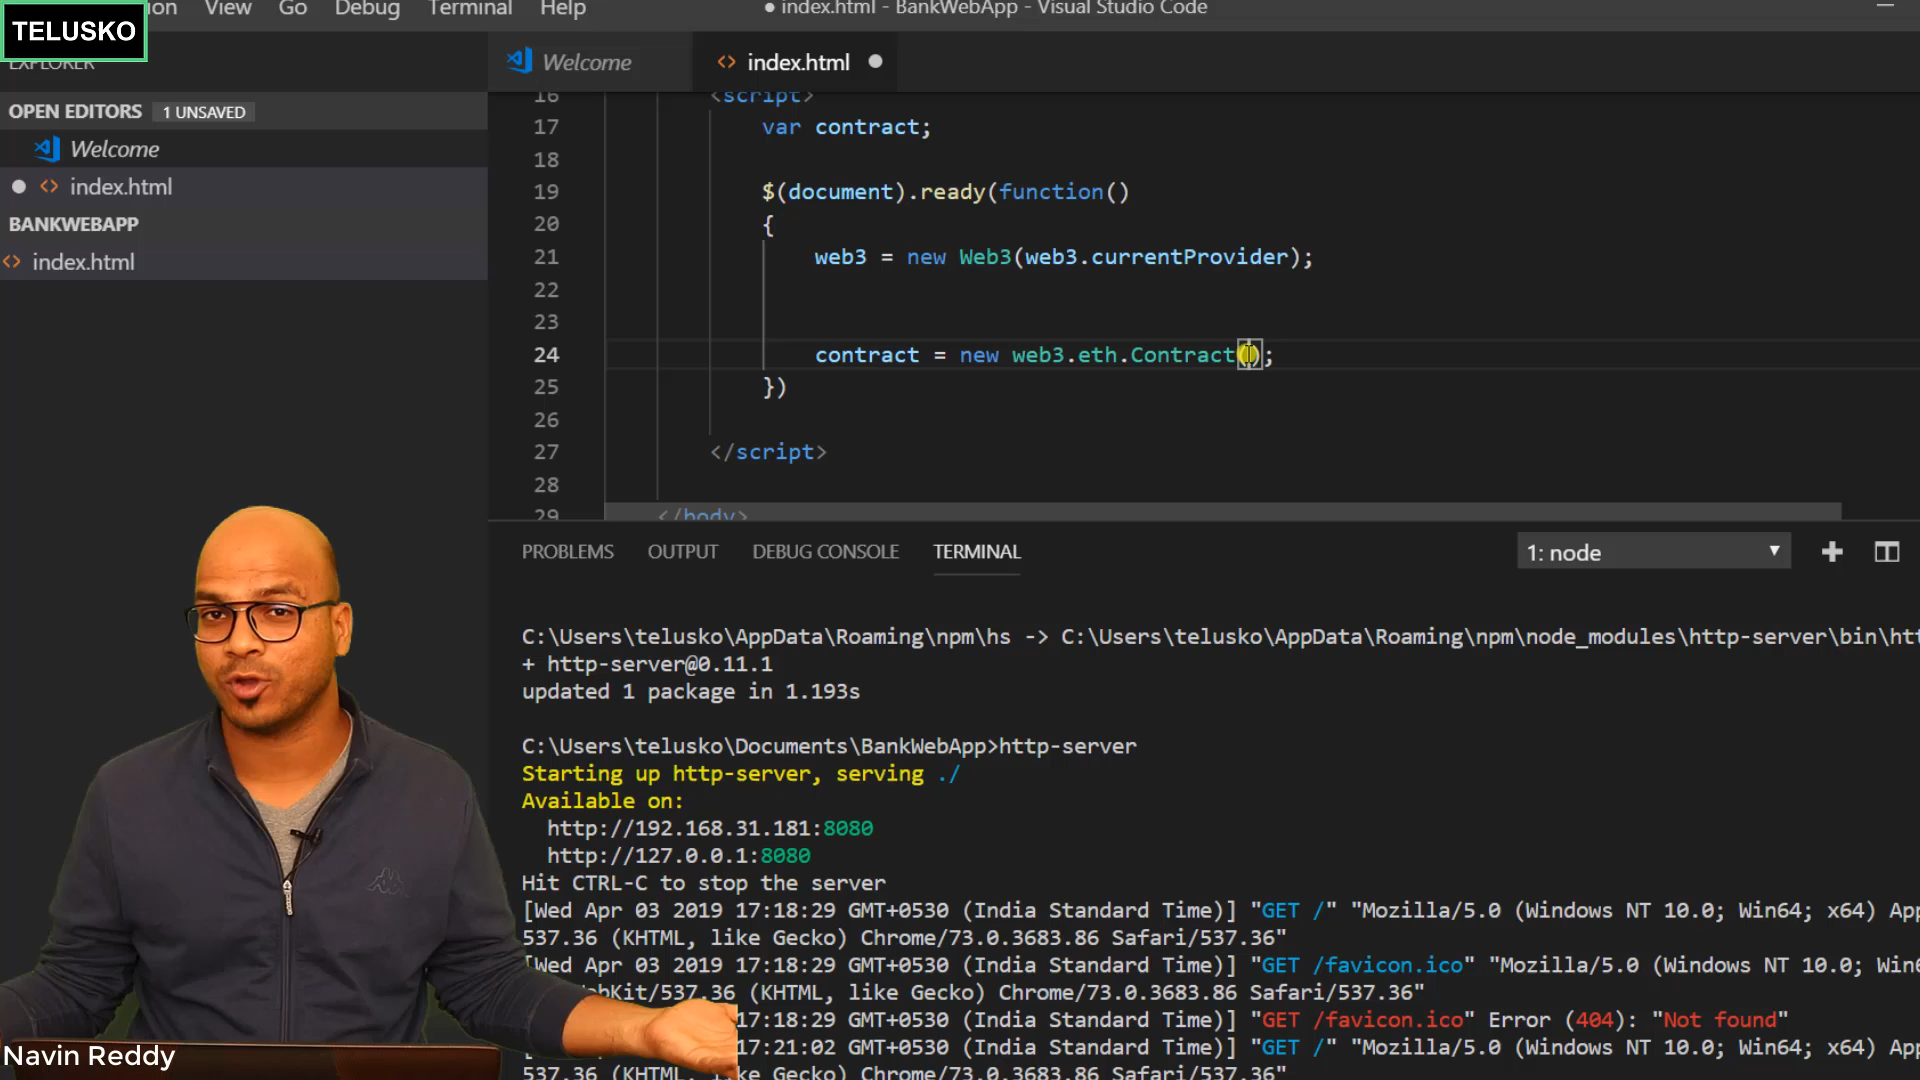 TELUSKO
ion View Go Debug Terminal Help
● index.html - BankWebApp - Visual Studio Code
EXPLORER
Welcome
<> index.html ●
OPEN EDITORS 1 UNSAVED
Welcome
● <> index.html
BANKWEBAPP
<> index.html
16 <script>
17 var contract;
18
19 $(document).ready(function()
20 {
21 web3 = new Web3(web3.currentProvider);
22
23
24 contract = new web3.eth.Contract();
25 })
26
27 </script>
28
29 </body>
PROBLEMS OUTPUT DEBUG CONSOLE TERMINAL 1: node
C:\Users\telusko\AppData\Roaming\npm\hs -> C:\Users\telusko\AppData\Roaming\npm\node_modules\http-server\bin\htt
+ http-server@0.11.1
updated 1 package in 1.193s
C:\Users\telusko\Documents\BankWebApp>http-server
Starting up http-server, serving ./
Available on:
http://192.168.31.181:8080
http://127.0.0.1:8080
Hit CTRL-C to stop the server
[Wed Apr 03 2019 17:18:29 GMT+0530 (India Standard Time)] "GET /" "Mozilla/5.0 (Windows NT 10.0; Win64; x64) App
537.36 (KHTML, like Gecko) Chrome/73.0.3683.86 Safari/537.36"
[Wed Apr 03 2019 17:18:29 GMT+0530 (India Standard Time)] "GET /favicon.ico" "Mozilla/5.0 (Windows NT 10.0; Win6
bKit/537.36 (KHTML, like Gecko) Chrome/73.0.3683.86 Safari/537.36"
17:18:29 GMT+0530 (India Standard Time)] "GET /favicon.ico" Error (404): "Not found"
[ 17:21:02 GMT+0530 (India Standard Time)] "GET /" "Mozilla/5.0 (Windows NT 10.0; Win64; x64) App
537.36 (KHTML, like Gecko) Chrome/73.0.3683.86 Safari/537.36"
Navin Reddy